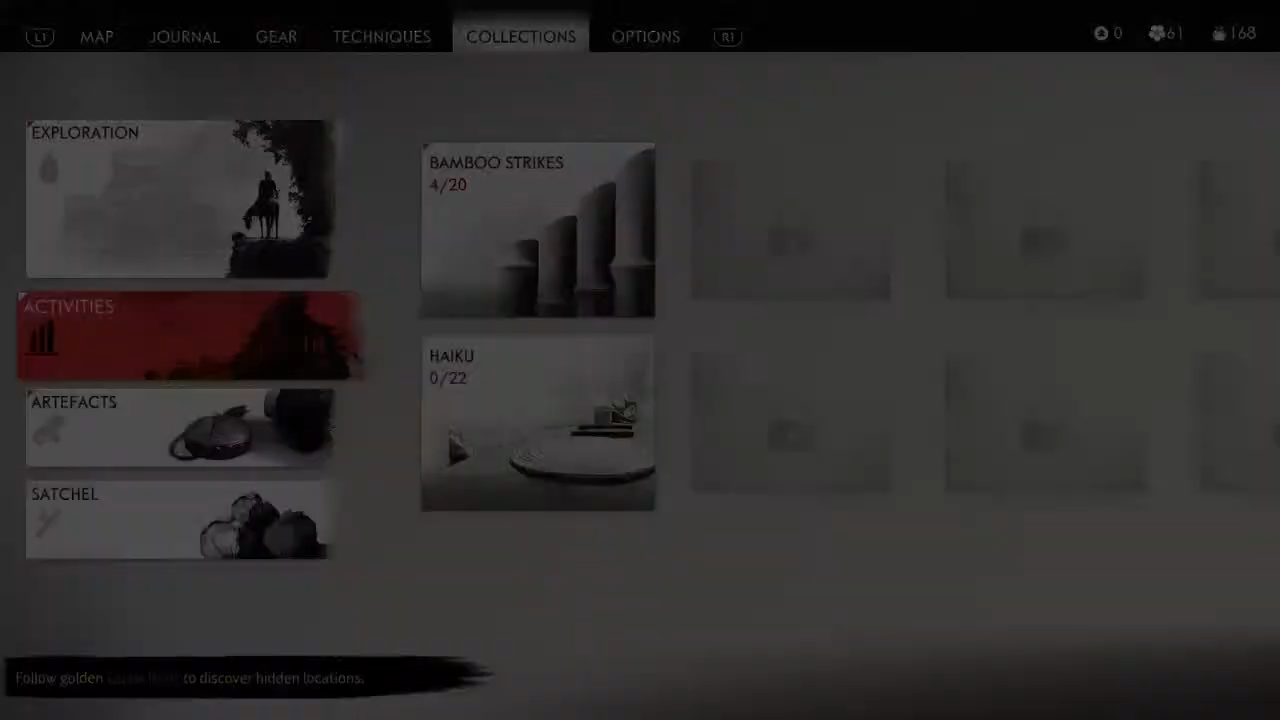 L1 MAP JOURNAL GEAR TECHNIQUES COLLECTIONS OPTIONS R1 0 61 168
EXPLORATION
ACTIVITIES
ARTEFACTS
SATCHEL
BAMBOO STRIKES
4/20
HAIKU
0/22
Follow golden to discover hidden locations.